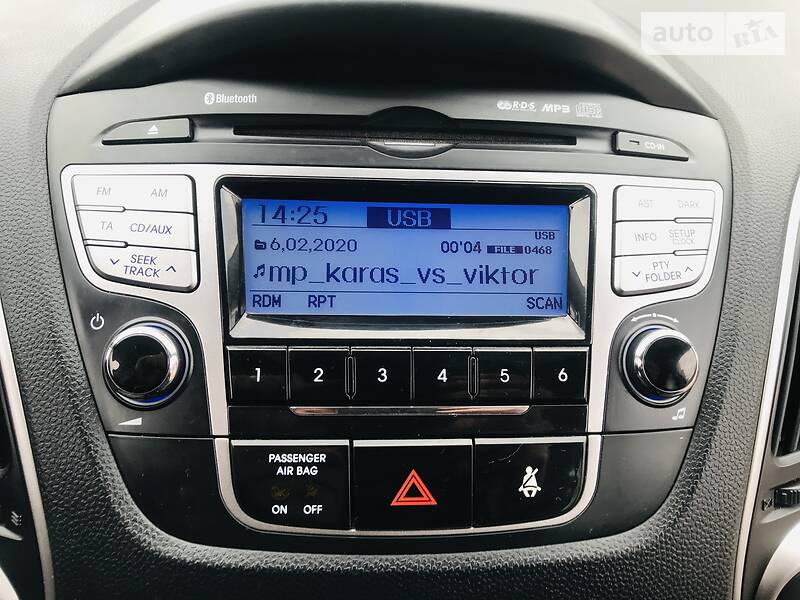 auto RIA
Bluetooth
R·D·S MP3
CD-IN
FM AM
TA CD/AUX
SEEK
TRACK
14:25 USB
USB
6,02,2020 00'04 FILE 0468
mp_karas_vs_viktor
RDM RPT SCAN
AST DARK
INFO SETUP
CLOCK
PTY
FOLDER
1 2 3 4 5 6
PASSENGER
AIR BAG
ON OFF